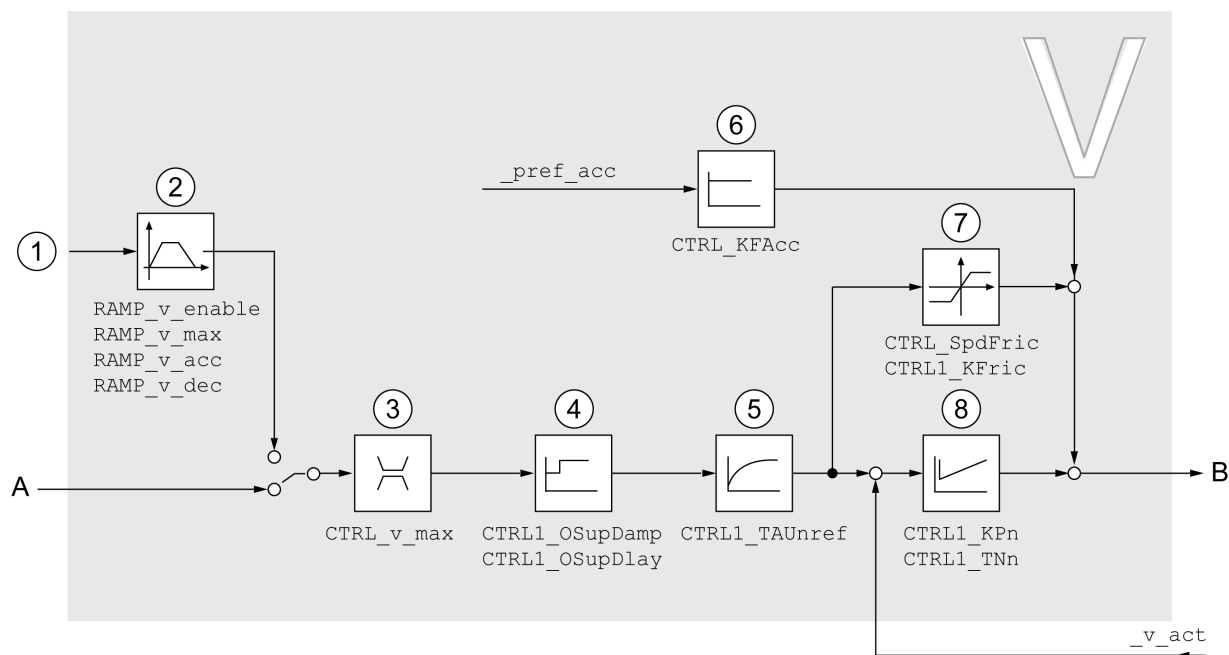 V
6
_pref_acc
2
CTRL_KFAcc
7
1
RAMP_v_enable
RAMP_v_max
RAMP_v_acc
RAMP_v_dec
CTRL_SpdFric
CTRL1_KFric
3
4
5
8
A
B
CTRL_v_max
CTRL1_OSupDamp
CTRL1_OSupDlay
CTRL1_TAUnref
CTRL1_KPn
CTRL1_TNn
_v_act